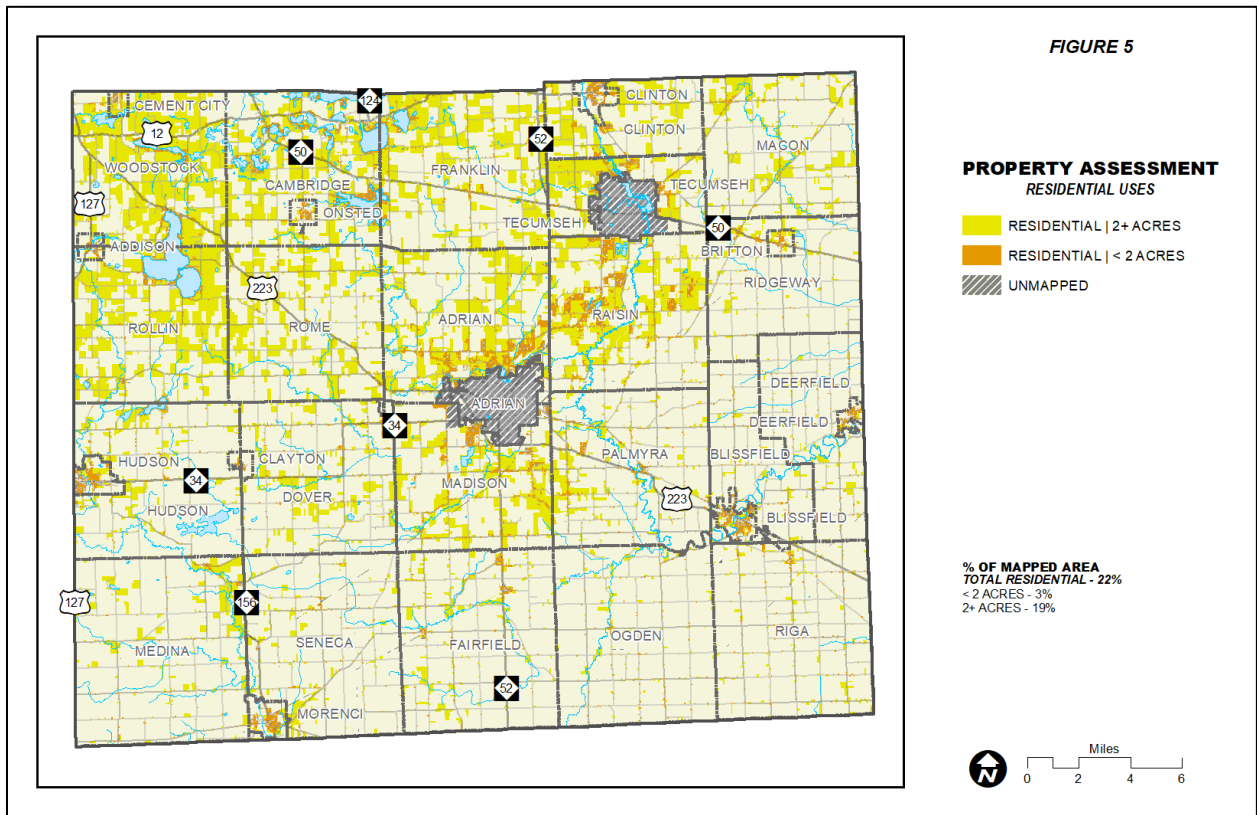 FIGURE 5
124
CEMENT CITY
CLINTON
12
CLINTON
52
MACON
50
WOODSTOCK
FRANKLIN
CAMBRIDGE
TECUMSEH
127
ONSTED
TECUMSEH
50
ADDISON
BRITTON
223
RIDGEWAY
ROLLIN
ROME
ADRIAN
RAISIN
DEERFIELD
ADRIAN
DEERFIELD
34
HUDSON
CLAYTON
PALMYRA
BLISSFIELD
34
DOVER
MADISON
223
HUDSON
BLISSFIELD
127
156
MEDINA
SENECA
FAIRFIELD
OGDEN
RIGA
52
MORENCI
PROPERTY ASSESSMENT
RESIDENTIAL USES
RESIDENTIAL | 2+ ACRES
RESIDENTIAL | < 2 ACRES
UNMAPPED
% OF MAPPED AREA
TOTAL RESIDENTIAL - 22%
< 2 ACRES - 3%
2+ ACRES - 19%
N
Miles
0 2 4 6